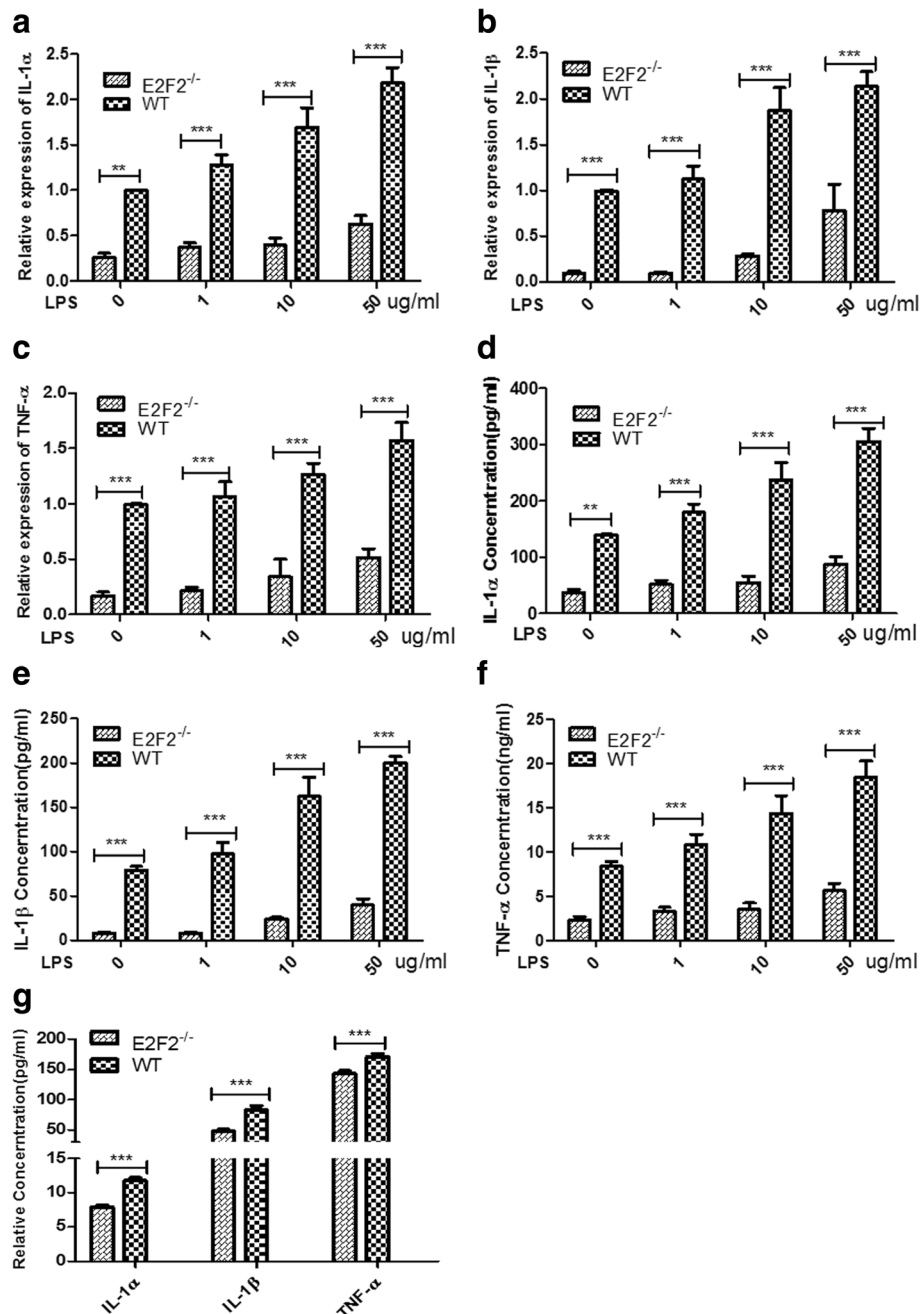 a
Relative expression of IL-1α
2.5
2.0
1.5
1.0
0.5
0.0
E2F2-/-
WT
**
***
***
***
LPS 0 1 10 50 ug/ml
b
Relative expression of IL-1β
2.5
2.0
1.5
1.0
0.5
0.0
E2F2-/-
WT
***
***
***
***
LPS 0 1 10 50 ug/ml
c
Relative expression of TNF-α
2.0
1.5
1.0
0.5
0.0
E2F2-/-
WT
***
***
***
***
LPS 0 1 10 50 ug/ml
d
IL-1α Concerntration(pg/ml)
400
300
200
100
0
E2F2-/-
WT
**
***
***
***
LPS 0 1 10 50 ug/ml
e
IL-1β Concerntration(pg/ml)
250
200
150
100
50
0
E2F2-/-
WT
***
***
***
***
LPS 0 1 10 50 ug/ml
f
TNF-α Concerntration(ng/ml)
25
20
15
10
5
0
E2F2-/-
WT
***
***
***
***
LPS 0 1 10 50 ug/ml
g
Relative Concerntration(pg/ml)
200
150
100
50
15
10
5
0
E2F2-/-
WT
***
***
***
IL-1α IL-1β TNF-α